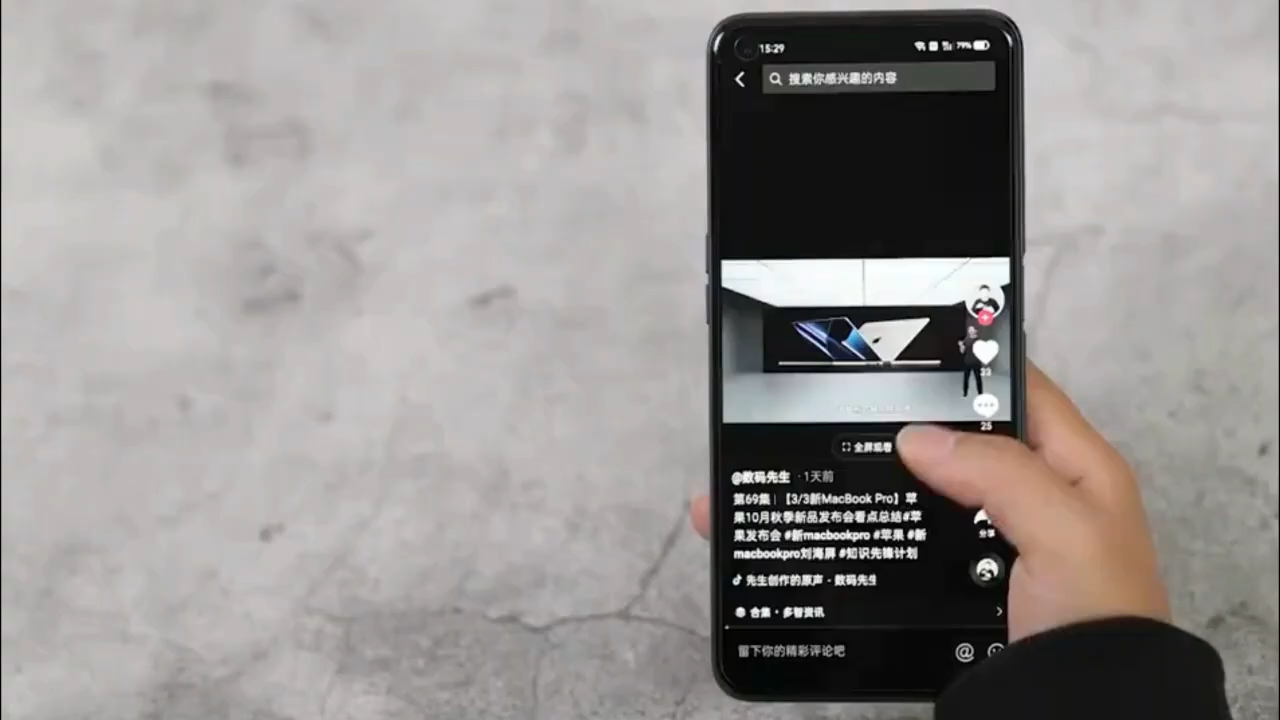 15:29
79%
搜索你感兴趣的内容
33
25
全屏观看
@数码先生 · 1天前
第69集 | 【3/3新MacBook Pro】苹
果10月秋季新品发布会看点总结#苹
果发布会 #新macbookpro #苹果 #新
macbookpro刘海屏 #知识先锋计划
分享
先生创作的原声 - 数码先生
合集 · 多智资讯
留下你的精彩评论吧
@